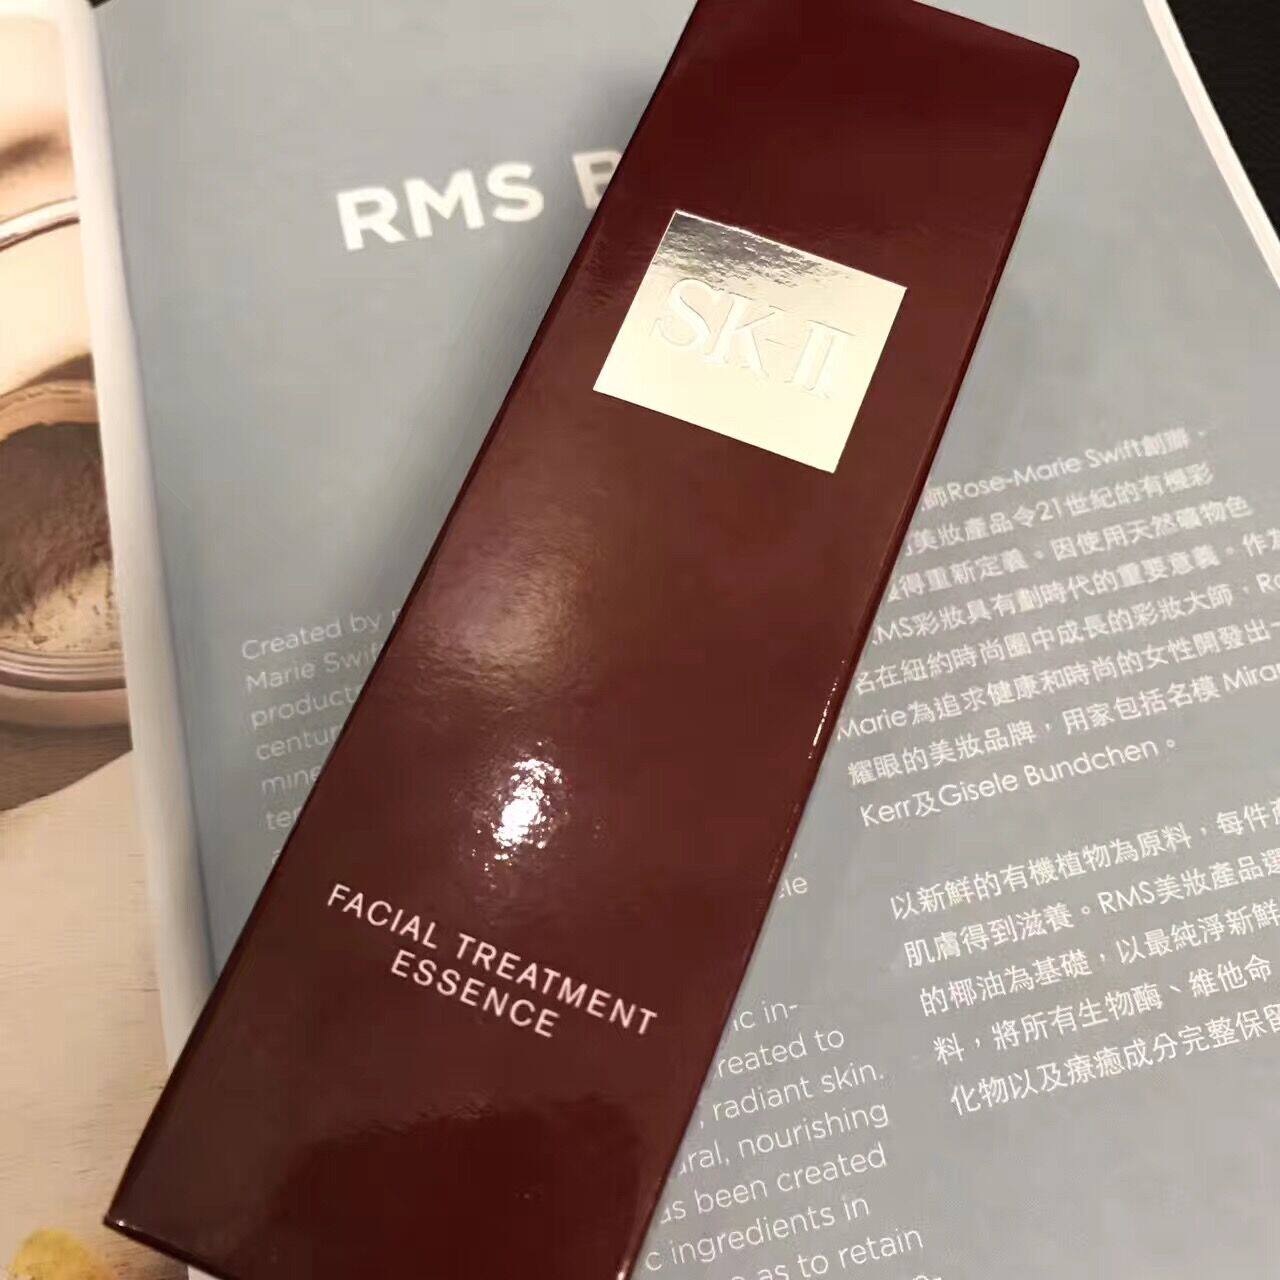 RMS
SK-II
FACIAL TREATMENT
ESSENCE
Created by
Marie
師Rose-Marie Swift創辦，
美妝產品令21世紀的有機彩
得重新定義。因使用天然礦物色
MS彩妝具有劃時代的重要意義。作為
名在紐約時尚圈中成長的彩妝大師，
Marie為追求健康和時尚的女性開發出一
耀眼的美妝品牌，用家包括名模
Kerr及Gisele Bundchen。
以新鮮的有機植物為原料，每件
肌膚得到滋養。RMS美妝產品選
的椰油為基礎，以最純淨新鮮
料，將所有生物酶、維他命
化物以及療癒成分完整保留
in-
to
, radiant skin.
nourishing
been created
ingredients in
as to retain